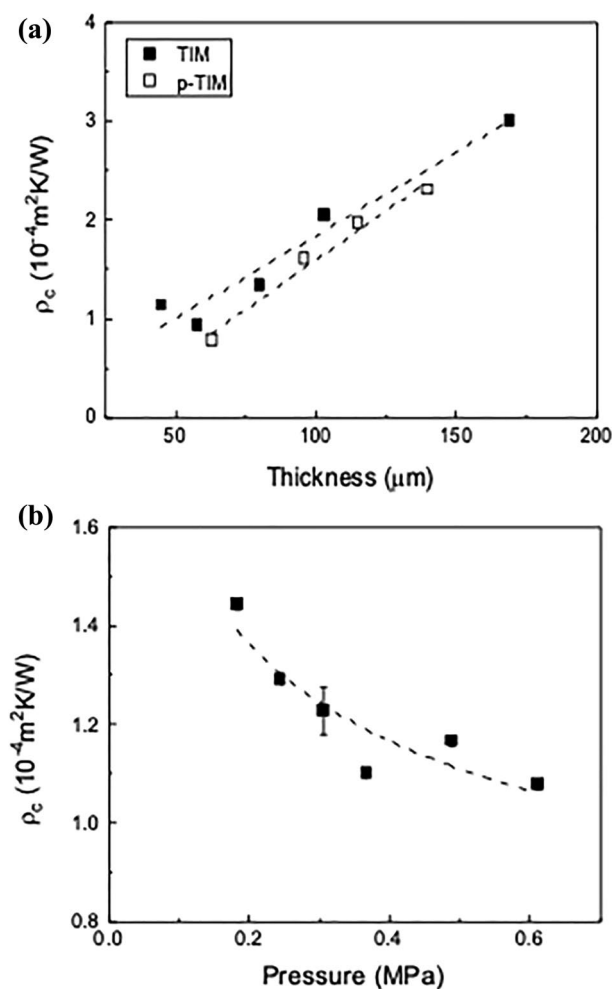 (a)
TIM
p-TIM
4
3
2
1
0
ρc (10⁻⁴m²K/W)
50 100 150 200
Thickness (μm)
(b)
1.6
1.4
1.2
1.0
0.8
ρc (10⁻⁴m²K/W)
0.0 0.2 0.4 0.6
Pressure (MPa)